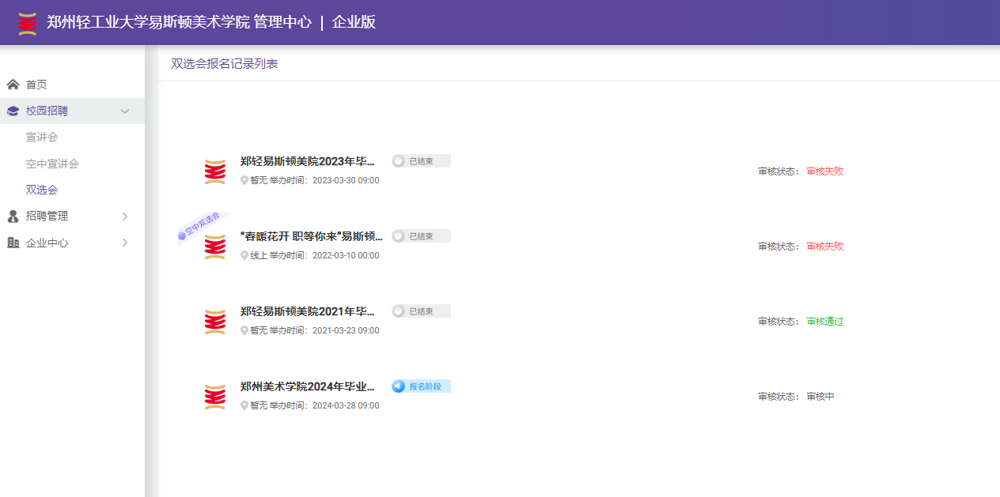 郑州轻工业大学易斯顿美术学院 管理中心 | 企业版
首页
校园招聘
宣讲会
空中宣讲会
双选会
招聘管理
企业中心
双选会报名记录列表
郑轻易斯顿美院2023年毕... 已结束
暂无 举办时间：2023-03-30 09:00
审核状态： 审核失败
空中双选会
“春暖花开 职等你来”易斯顿... 已结束
线上 举办时间：2022-03-10 00:00
审核状态： 审核失败
郑轻易斯顿美院2021年毕... 已结束
暂无 举办时间：2021-03-23 09:00
审核状态： 审核通过
郑州美术学院2024年毕业... 报名阶段
暂无 举办时间：2024-03-28 09:00
审核状态： 审核中